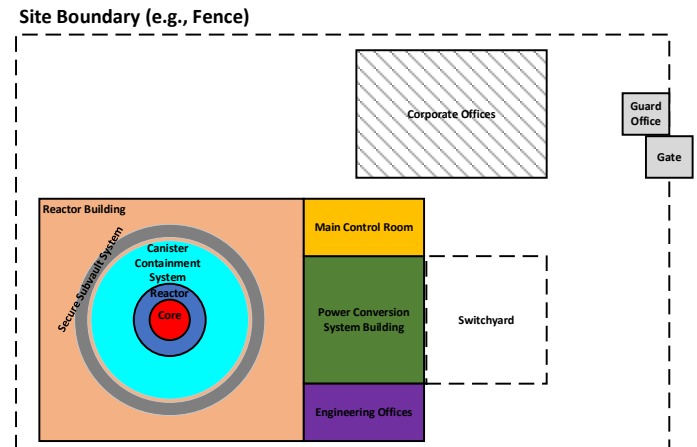 Site Boundary (e.g., Fence)
Corporate Offices
Guard
Office
Gate
Reactor Building
Main Control Room
Secure Subvault System
Canister
Containment
System
Reactor
Core
Power Conversion
System Building
Switchyard
Engineering Offices